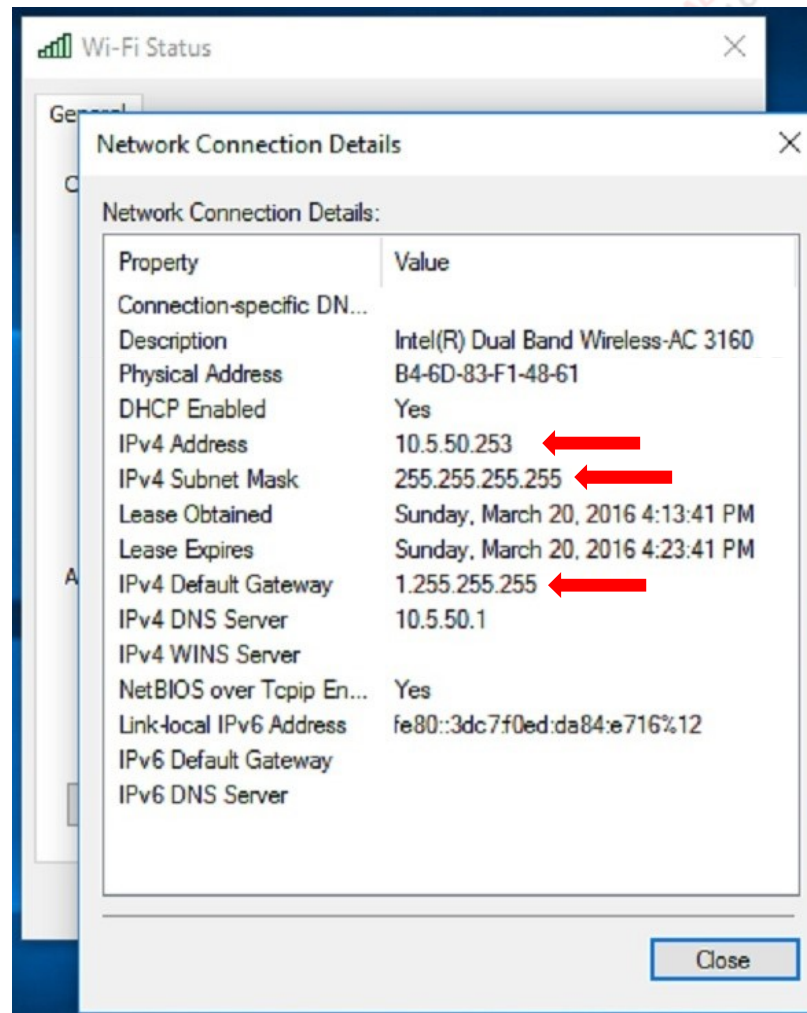 Wi-Fi Status
Network Connection Details
Network Connection Details:
Property Value
Connection-specific DN...
Description Intel(R) Dual Band Wireless-AC 3160
Physical Address B4-6D-83-F1-48-61
DHCP Enabled Yes
IPv4 Address 10.5.50.253
IPv4 Subnet Mask 255.255.255.255
Lease Obtained Sunday, March 20, 2016 4:13:41 PM
Lease Expires Sunday, March 20, 2016 4:23:41 PM
IPv4 Default Gateway 1.255.255.255
IPv4 DNS Server 10.5.50.1
IPv4 WINS Server
NetBIOS over Tcpip En... Yes
Link-local IPv6 Address fe80::3dc7:f0ed:da84:e716%12
IPv6 Default Gateway
IPv6 DNS Server
Close